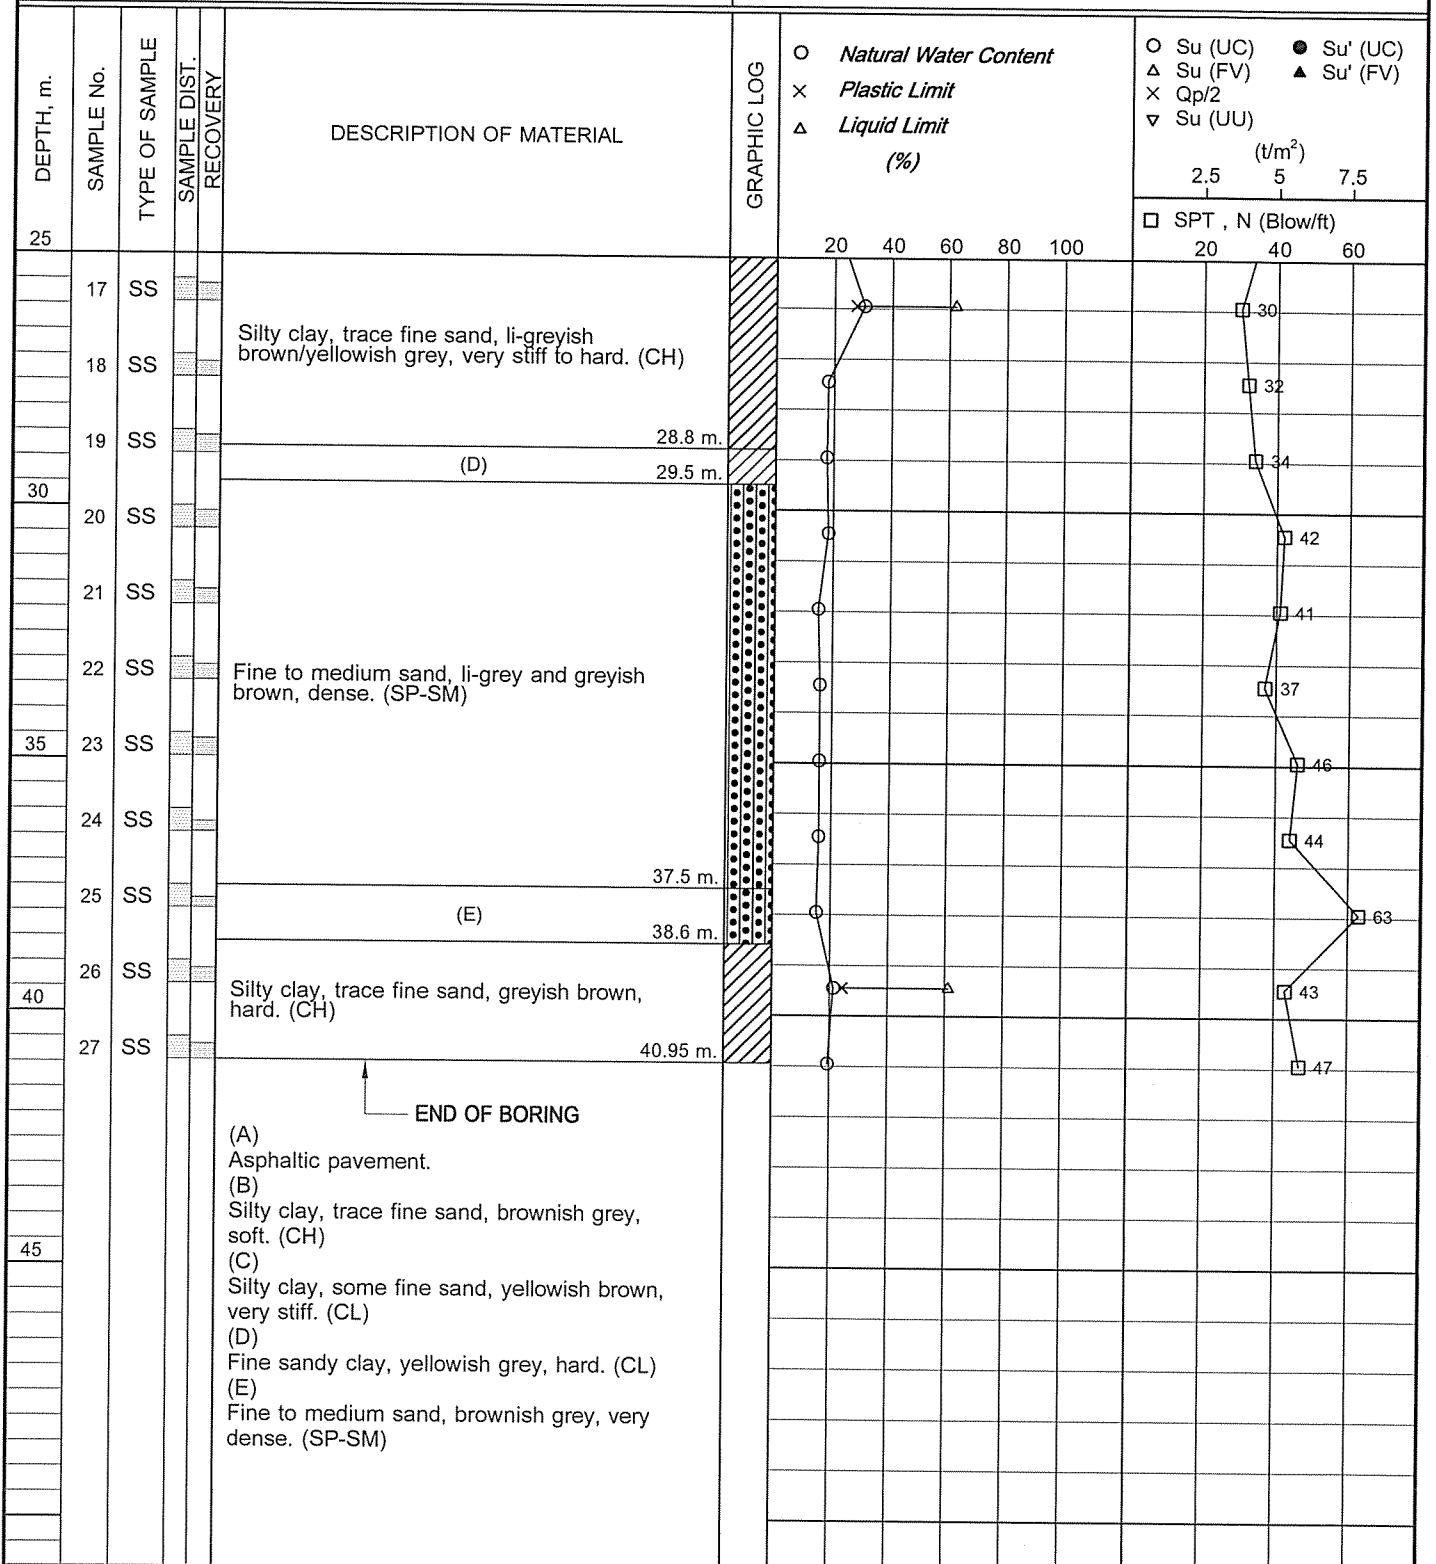 DEPTH, m.
SAMPLE No.
TYPE OF SAMPLE
SAMPLE DIST.
RECOVERY
DESCRIPTION OF MATERIAL
GRAPHIC LOG
Natural Water Content
Plastic Limit
Liquid Limit
(%)
Su (UC) Su' (UC)
Su (FV) Su' (FV)
Qp/2
Su (UU)
(t/m²)
2.5 5 7.5
SPT , N (Blow/ft)
25
20 40 60 80 100
20 40 60
17 SS
30
Silty clay, trace fine sand, li-greyish
brown/yellowish grey, very stiff to hard. (CH)
18 SS
32
19 SS
28.8 m.
34
(D)
29.5 m.
30
20 SS
42
21 SS
41
22 SS
Fine to medium sand, li-grey and greyish
brown, dense. (SP-SM)
37
35
23 SS
46
24 SS
44
37.5 m.
25 SS
(E)
63
38.6 m.
26 SS
Silty clay, trace fine sand, greyish brown,
hard. (CH)
43
40
27 SS
40.95 m.
47
END OF BORING
(A)
Asphaltic pavement.
(B)
Silty clay, trace fine sand, brownish grey,
soft. (CH)
45
(C)
Silty clay, some fine sand, yellowish brown,
very stiff. (CL)
(D)
Fine sandy clay, yellowish grey, hard. (CL)
(E)
Fine to medium sand, brownish grey, very
dense. (SP-SM)